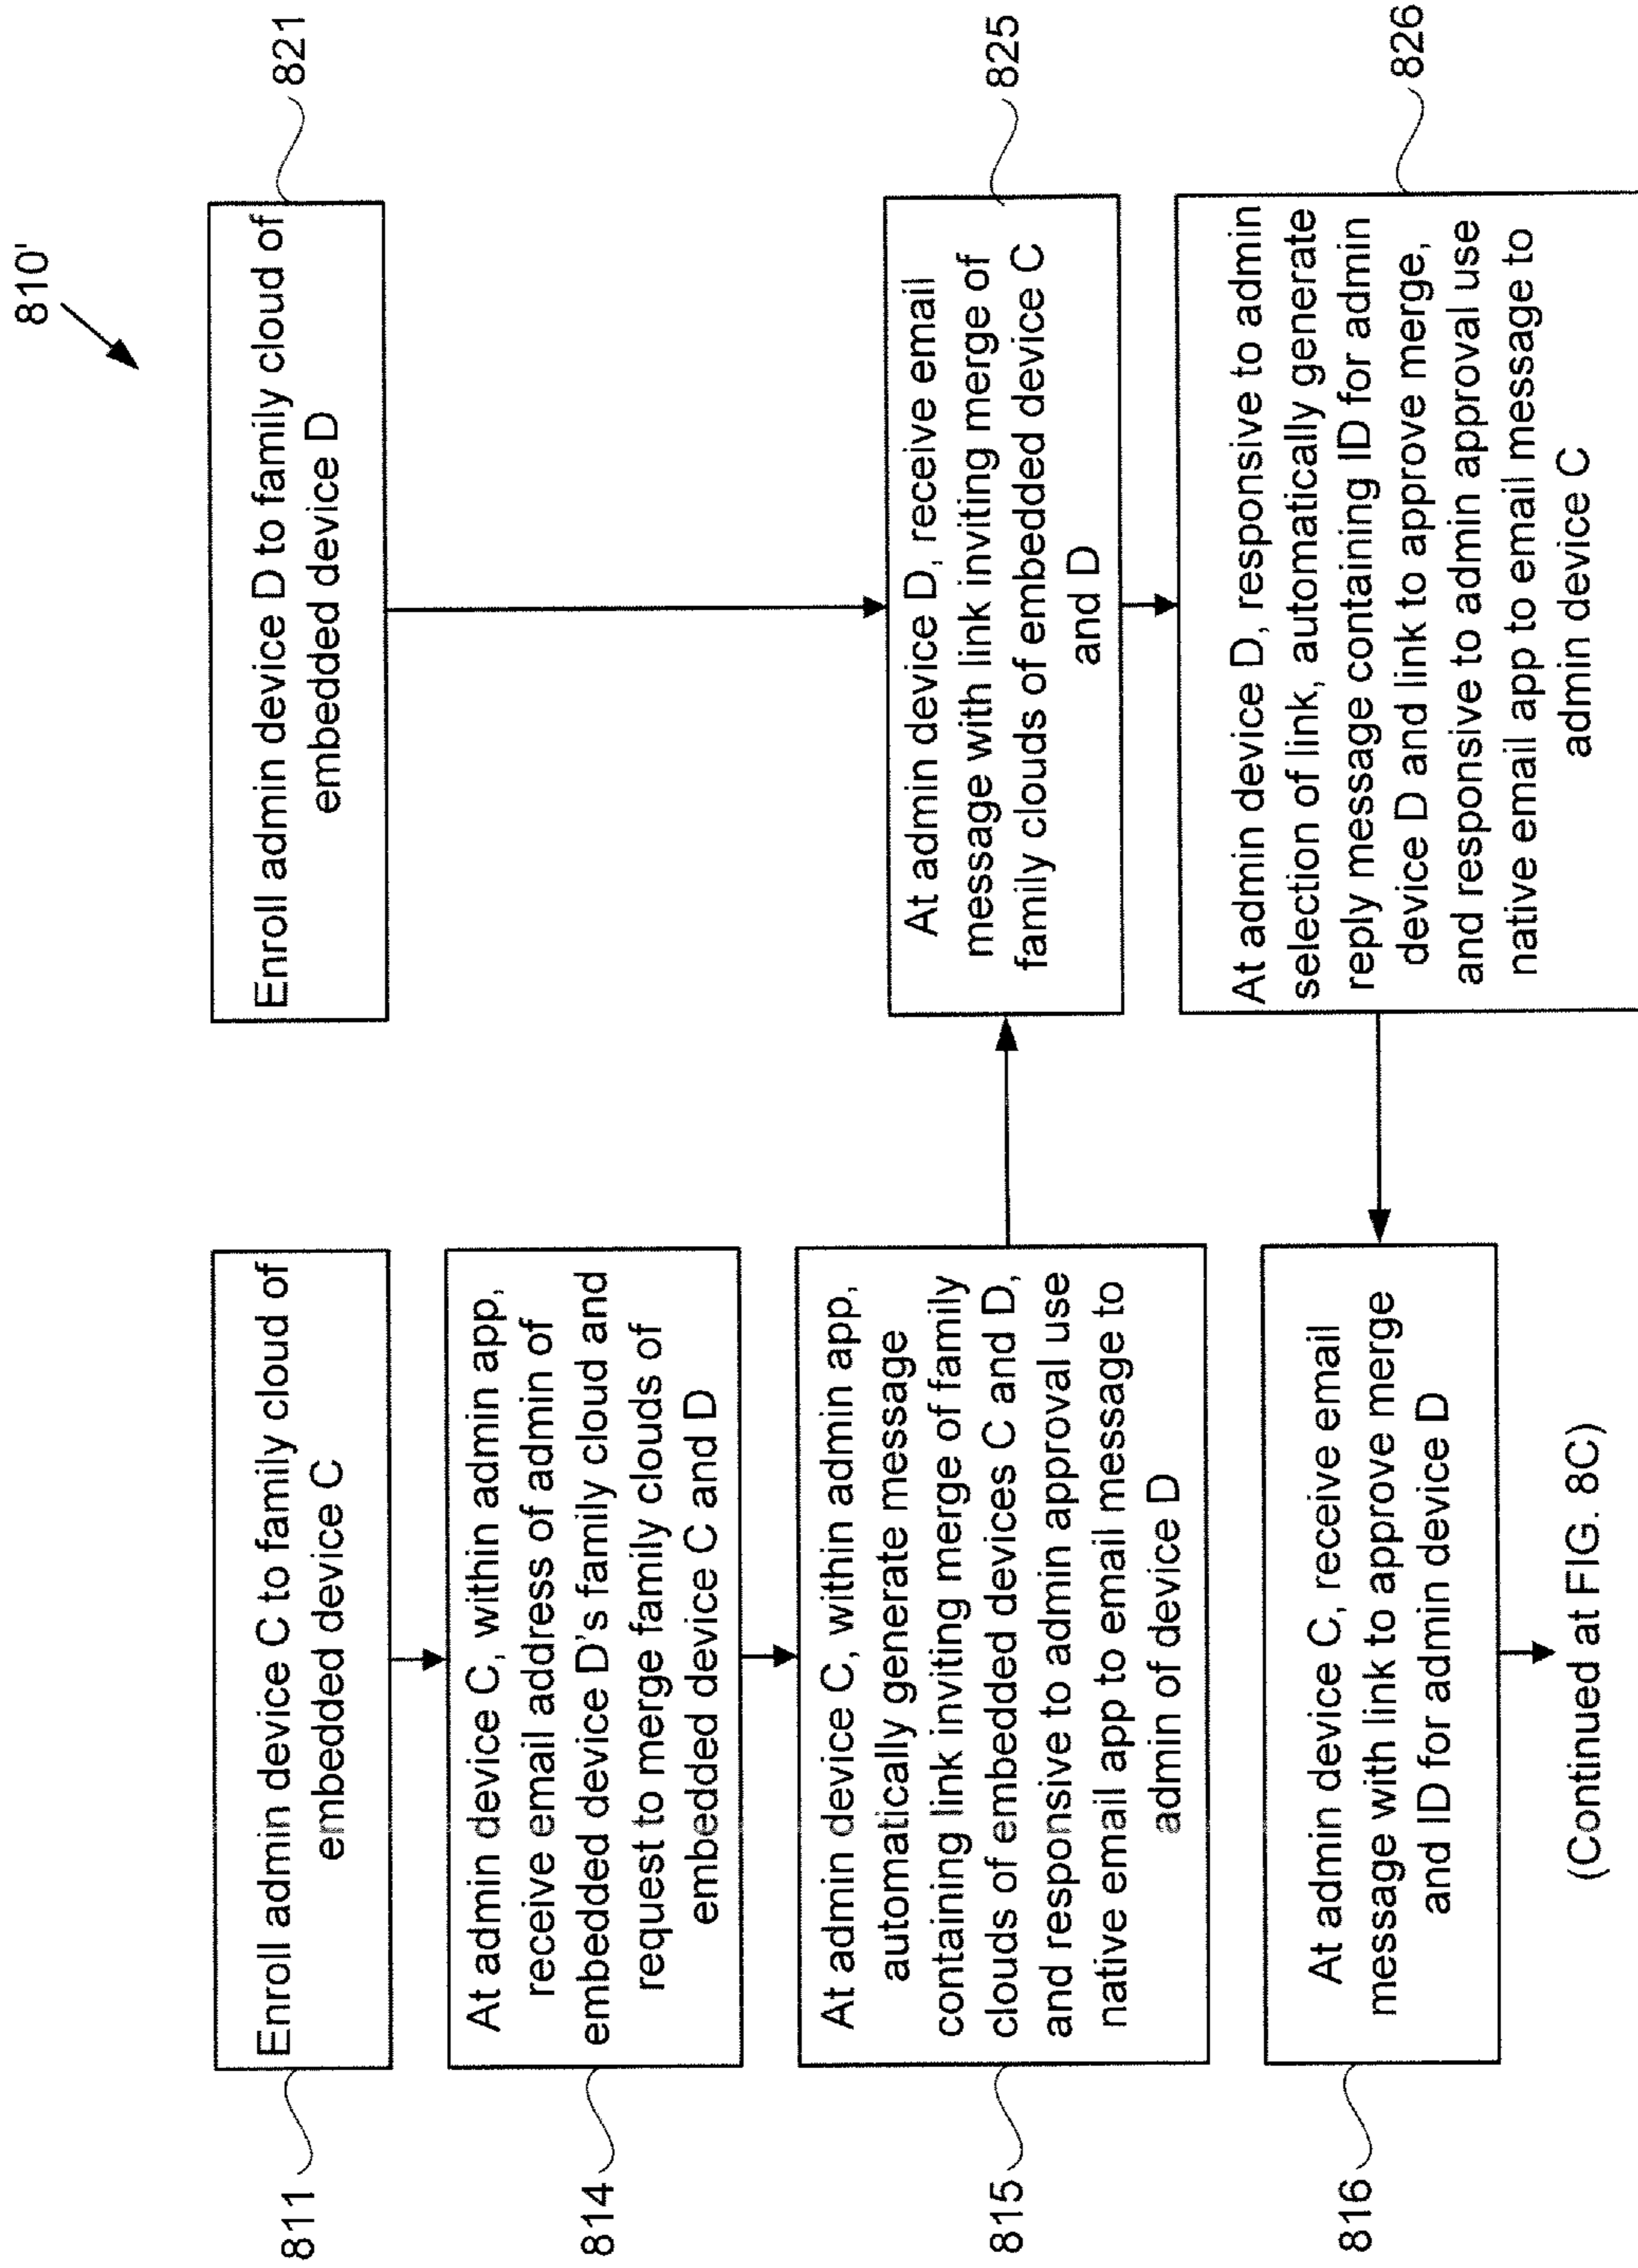 810'
811
Enroll admin device C to family cloud of
embedded device C
814
At admin device C, within admin app,
receive email address of admin of
embedded device D's family cloud and
request to merge family clouds of
embedded device C and D
815
At admin device C, within admin app,
automatically generate message
containing link inviting merge of family
clouds of embedded devices C and D,
and responsive to admin approval use
native email app to email message to
admin of device D
816
At admin device C, receive email
message with link to approve merge
and ID for admin device D
(Continued at FIG. 8C)
Enroll admin device D to family cloud of
embedded device D
821
At admin device D, receive email
message with link inviting merge of
family clouds of embedded device C
and D
825
At admin device D, responsive to admin
selection of link, automatically generate
reply message containing ID for admin
device D and link to approve merge,
and responsive to admin approval use
native email app to email message to
admin device C
826